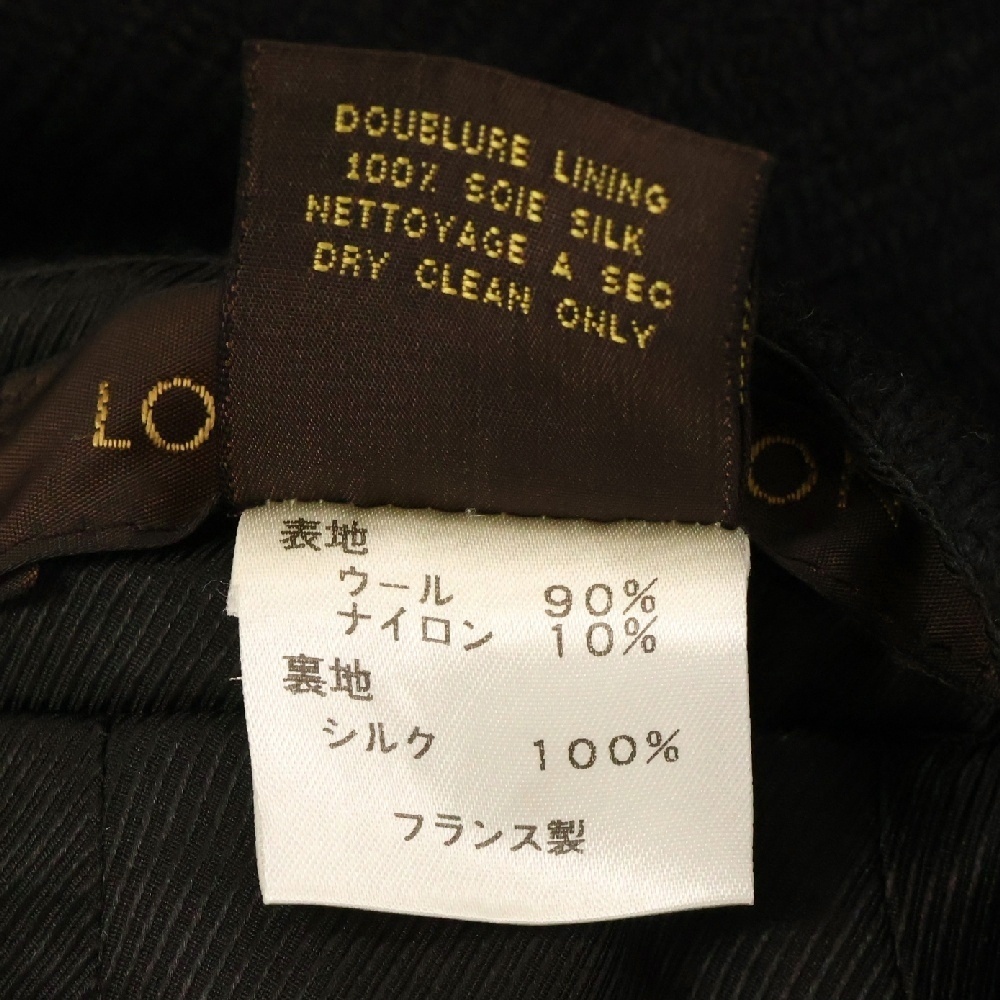 DOUBLURE LINING
100% SOIE SILK
NETTOYAGE A SEC
DRY CLEAN ONLY
LO
表地
ウール 90%
ナイロン 10%
裏地
シルク 100%
フランス製